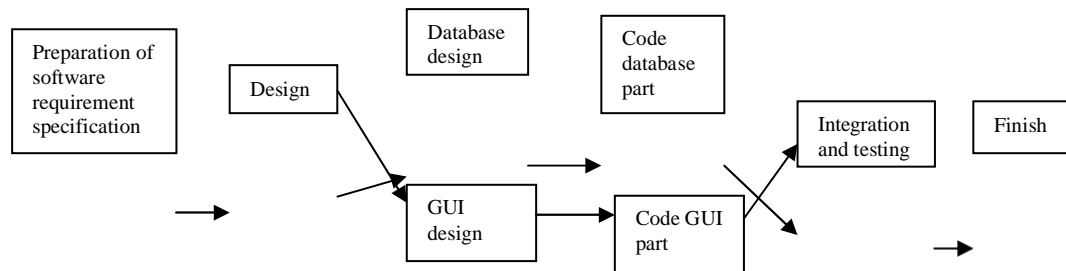 Preparation of
software
requirement
specification
Design
Database
design
GUI
design
Code
database
part
Code GUI
part
Integration
and testing
Finish